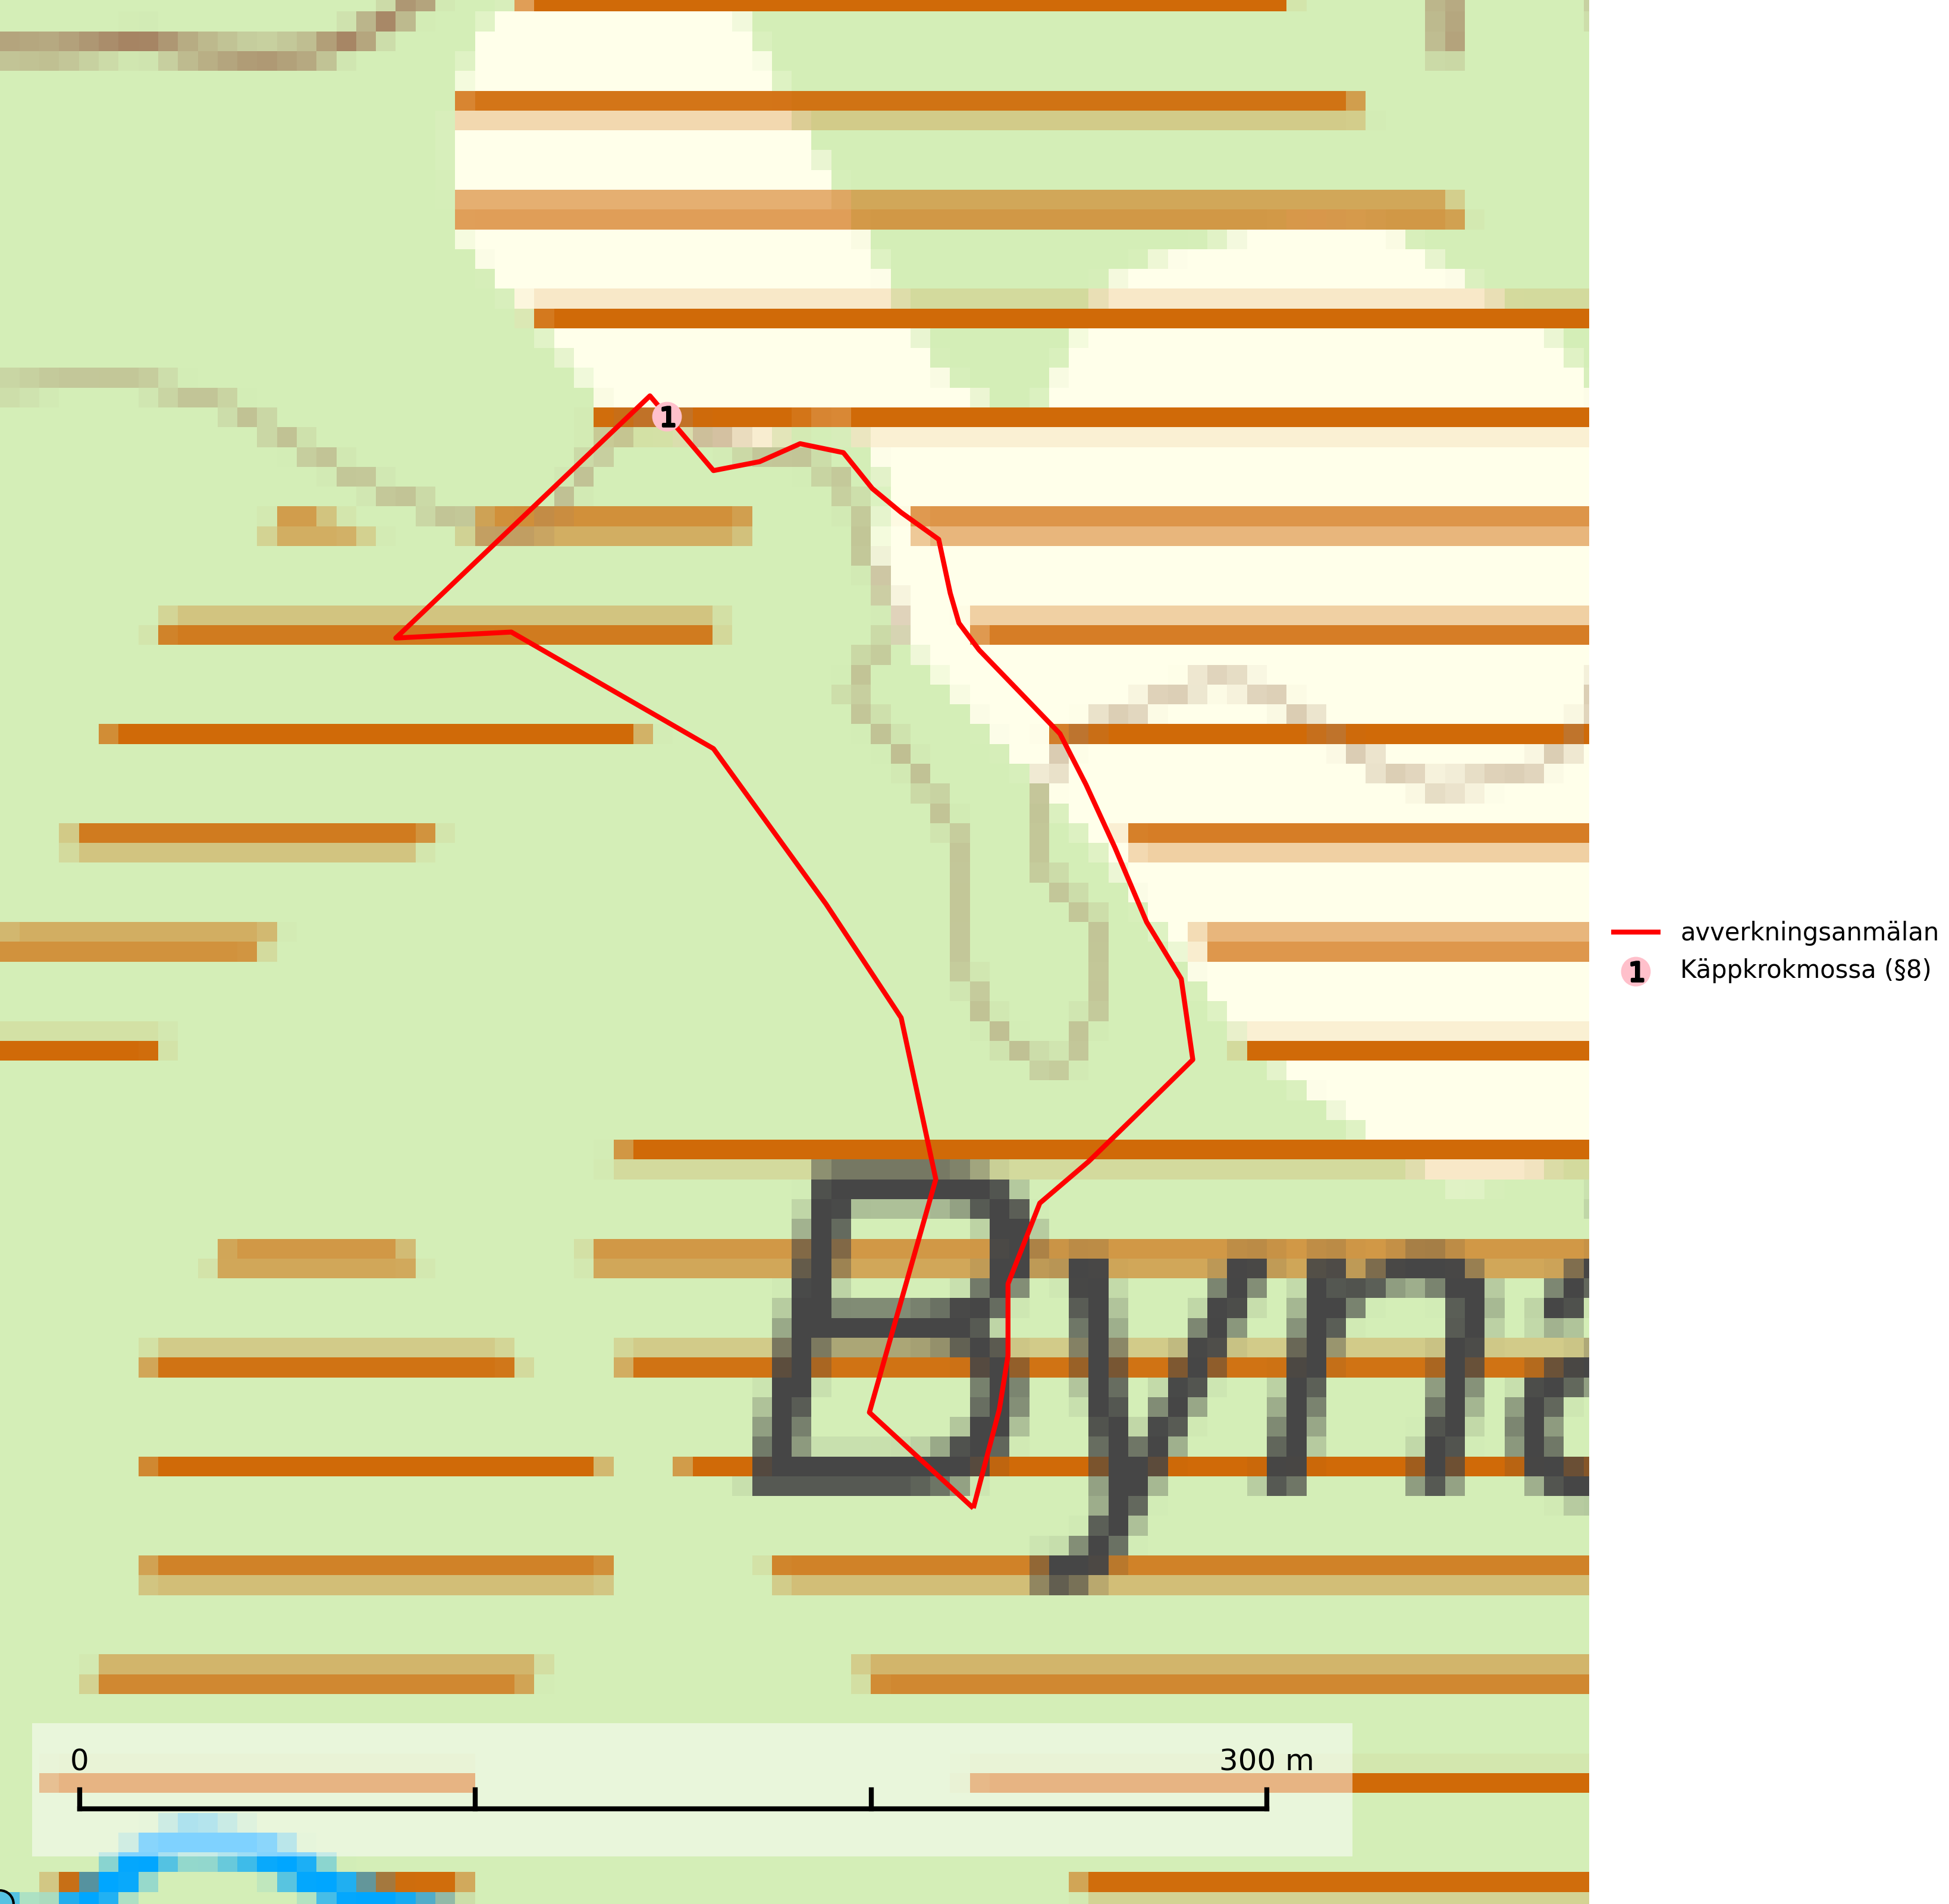 1
avverkningsanmälan
1 Käppkrokmossa (§8)
0 300 m